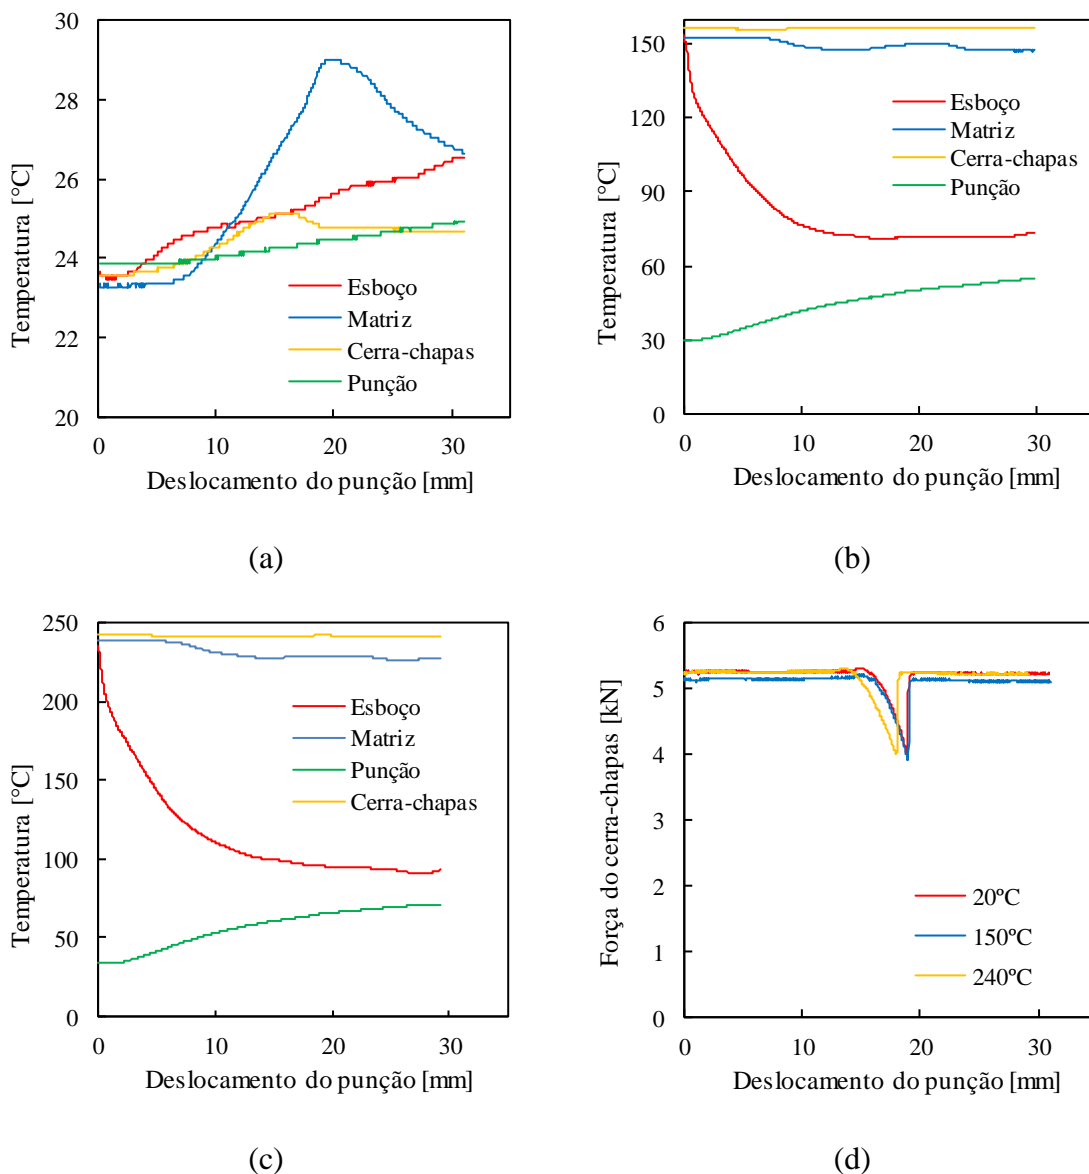 30
28
26
24
22
20
Temperatura [°C]
Esboço
Matriz
Cerra-chapas
Punção
0
10
20
30
Deslocamento do punção [mm]
(a)
150
120
90
60
30
0
Temperatura [°C]
Esboço
Matriz
Cerra-chapas
Punção
0
10
20
30
Deslocamento do punção [mm]
(b)
250
200
150
100
50
0
Temperatura [°C]
Esboço
Matriz
Punção
Cerra-chapas
0
10
20
30
Deslocamento do punção [mm]
(c)
6
5
4
3
2
1
0
Força do cerra-chapas [kN]
20ºC
150ºC
240ºC
0
10
20
30
Deslocamento do punção [mm]
(d)